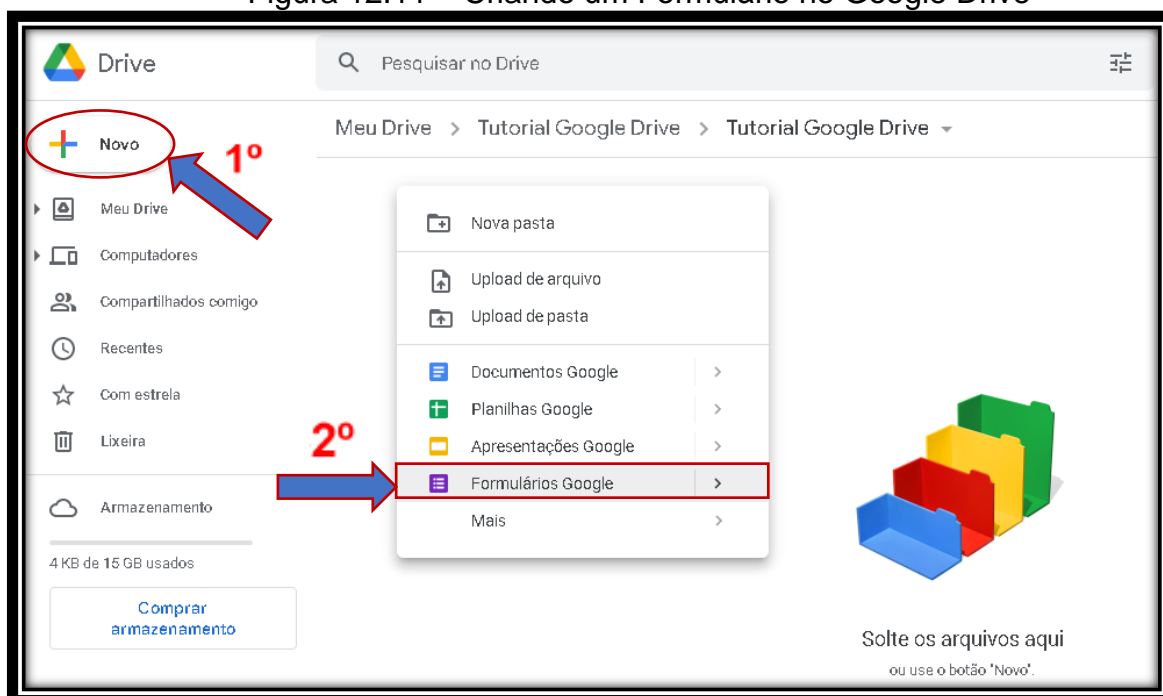 Drive
Pesquisar no Drive
Novo
1º
Meu Drive > Tutorial Google Drive > Tutorial Google Drive
Meu Drive
Computadores
Compartilhados comigo
Recentes
Com estrela
Lixeira
Armazenamento
4 KB de 15 GB usados
Comprar
armazenamento
Nova pasta
Upload de arquivo
Upload de pasta
Documentos Google
Planilhas Google
Apresentações Google
2º
Formulários Google
Mais
Solte os arquivos aqui
ou use o botão "Novo".